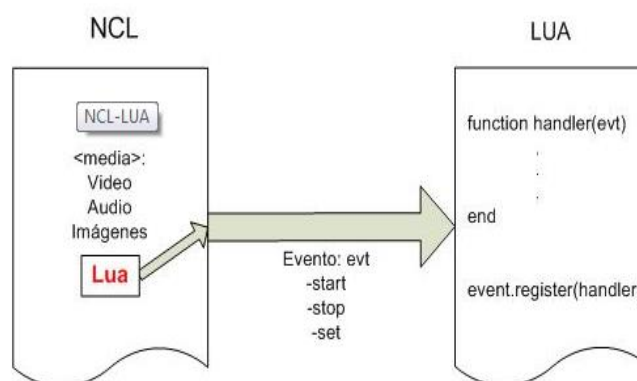 NCL
NCL-LUA
<media>:
Video
Audio
Imágenes
Lua
Evento: evt
-start
-stop
-set
LUA
function handler(evt)
.
.
.
end
event.register(handler